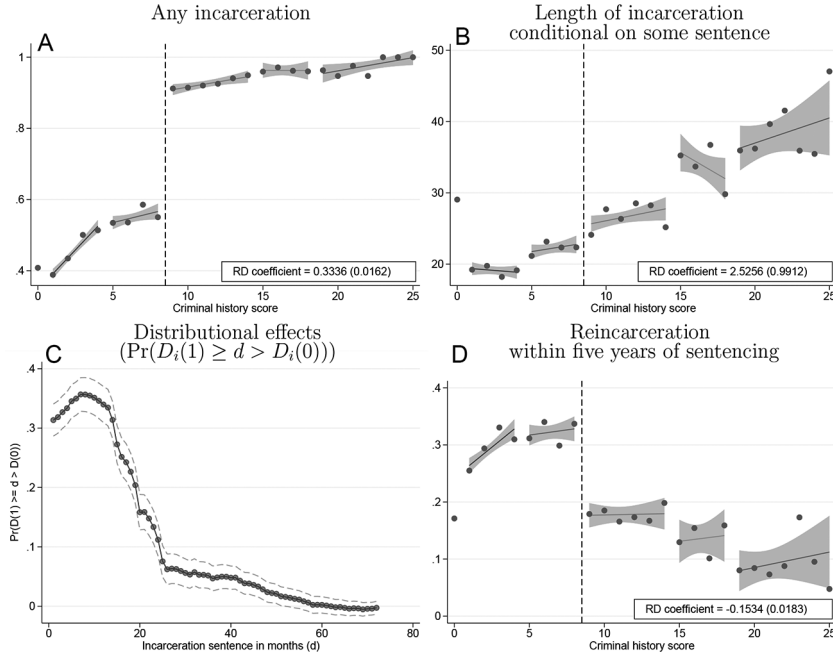 Any incarceration
A
1
.8
.6
.4
0 5 10 15 20 25
Criminal history score
RD coefficient = 0.3336 (0.0162)
Length of incarceration
conditional on some sentence
B
50
40
30
20
0 5 10 15 20 25
Criminal history score
RD coefficient = 2.5256 (0.9912)
Distributional effects
(Pr(Di(1) ≥ d > Di(0)))
C
Pr(D(1) >= d > D(0))
.4
.3
.2
.1
0
0 20 40 60 80
Incarceration sentence in months (d)
Reincarceration
within five years of sentencing
D
.4
.3
.2
.1
0
0 5 10 15 20 25
Criminal history score
RD coefficient = -0.1534 (0.0183)